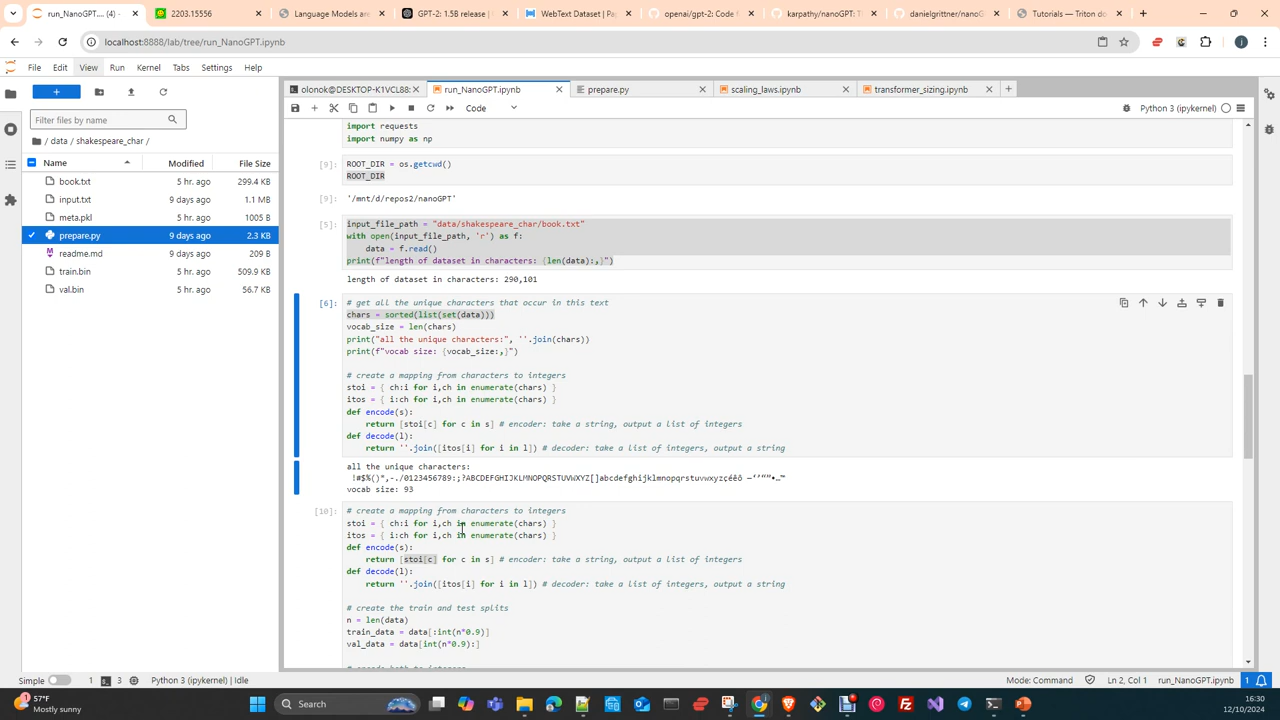 run_NanoGPT.... (4) - Ju
2203.15556
Language Models are
GPT-2: 1.5B release |
WebText Dataset | Pap
openai/gpt-2: Code f
karpathy/nanoGPT: T
danielgrittner/nanoG
Tutorials — Triton do
localhost:8888/lab/tree/run_NanoGPT.ipynb
File Edit View Run Kernel Tabs Settings Help
olonok@DESKTOP-K1VCL88:
run_NanoGPT.ipynb
prepare.py
scaling_laws.ipynb
transformer_sizing.ipynb
Code
Python 3 (ipykernel)
Filter files by name
/ data / shakespeare_char /
Name Modified File Size
book.txt 5 hr. ago 299.4 KB
input.txt 9 days ago 1.1 MB
meta.pkl 5 hr. ago 1005 B
prepare.py 9 days ago 2.3 KB
readme.md 9 days ago 209 B
train.bin 5 hr. ago 509.9 KB
val.bin 5 hr. ago 56.7 KB
import requests
import numpy as np
[9]: ROOT_DIR = os.getcwd()
ROOT_DIR
[9]: '/mnt/d/repos2/nanoGPT'
[5]: input_file_path = "data/shakespeare_char/book.txt"
with open(input_file_path, 'r') as f:
data = f.read()
print(f"length of dataset in characters: {len(data):,}")
length of dataset in characters: 290,101
[6]: # get all the unique characters that occur in this text
chars = sorted(list(set(data)))
vocab_size = len(chars)
print("all the unique characters:", ''.join(chars))
print(f"vocab size: {vocab_size:,}")
# create a mapping from characters to integers
stoi = { ch:i for i,ch in enumerate(chars) }
itos = { i:ch for i,ch in enumerate(chars) }
def encode(s):
return [stoi[c] for c in s] # encoder: take a string, output a list of integers
def decode(l):
return ''.join([itos[i] for i in l]) # decoder: take a list of integers, output a string
all the unique characters:
!#$%()*,-./0123456789:;?ABCDEFGHIJKLMNOPQRSTUVWXYZ[]abcdefghijklmnopqrstuvwxyzçéêô —‘’“”•…™
vocab size: 93
[10]: # create a mapping from characters to integers
stoi = { ch:i for i,ch in enumerate(chars) }
itos = { i:ch for i,ch in enumerate(chars) }
def encode(s):
return [stoi[c] for c in s] # encoder: take a string, output a list of integers
def decode(l):
return ''.join([itos[i] for i in l]) # decoder: take a list of integers, output a string
# create the train and test splits
n = len(data)
train_data = data[:int(n*0.9)]
val_data = data[int(n*0.9):]
Simple 1 3 Python 3 (ipykernel) | Idle
Mode: Command Ln 2, Col 1 run_NanoGPT.ipynb 1
57°F
Mostly sunny
Search
16:30
12/10/2024